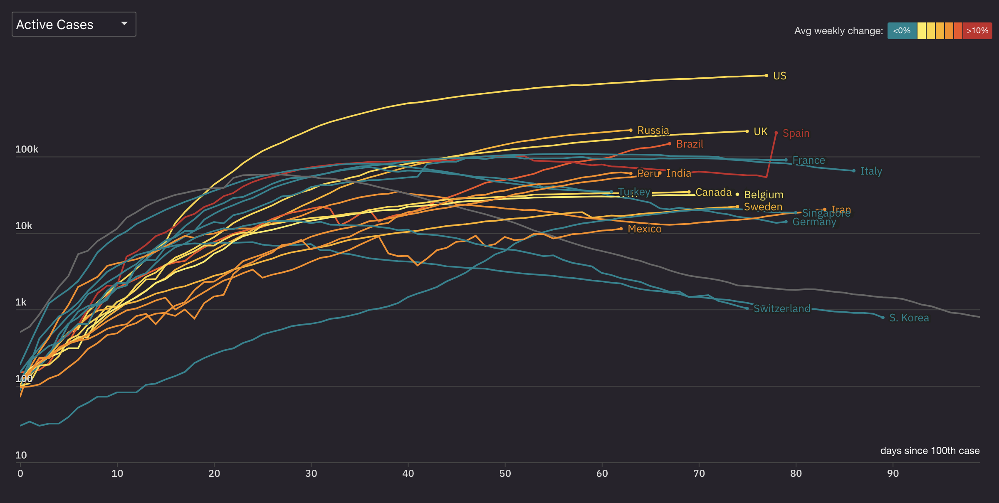 Active Cases
Avg weekly change: <0% >10%
US
Russia
UK
Spain
Brazil
100k
France
Italy
Peru
India
Turkey
Canada
Belgium
Sweden
Iran
Singapore
Germany
10k
Mexico
1k
Switzerland
S. Korea
100
days since 100th case
10
0 10 20 30 40 50 60 70 80 90